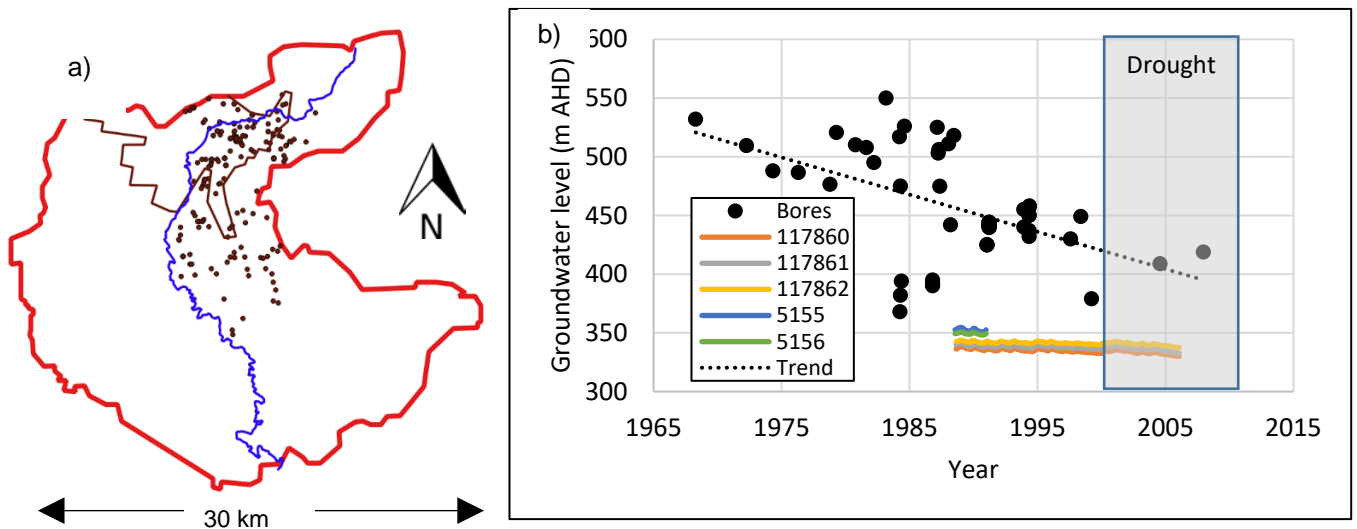 a)
N
30 km
b)
Groundwater level (m AHD)
600
550
500
450
400
350
300
Drought
Bores
117860
117861
117862
5155
5156
Trend
1965 1975 1985 1995 2005 2015
Year